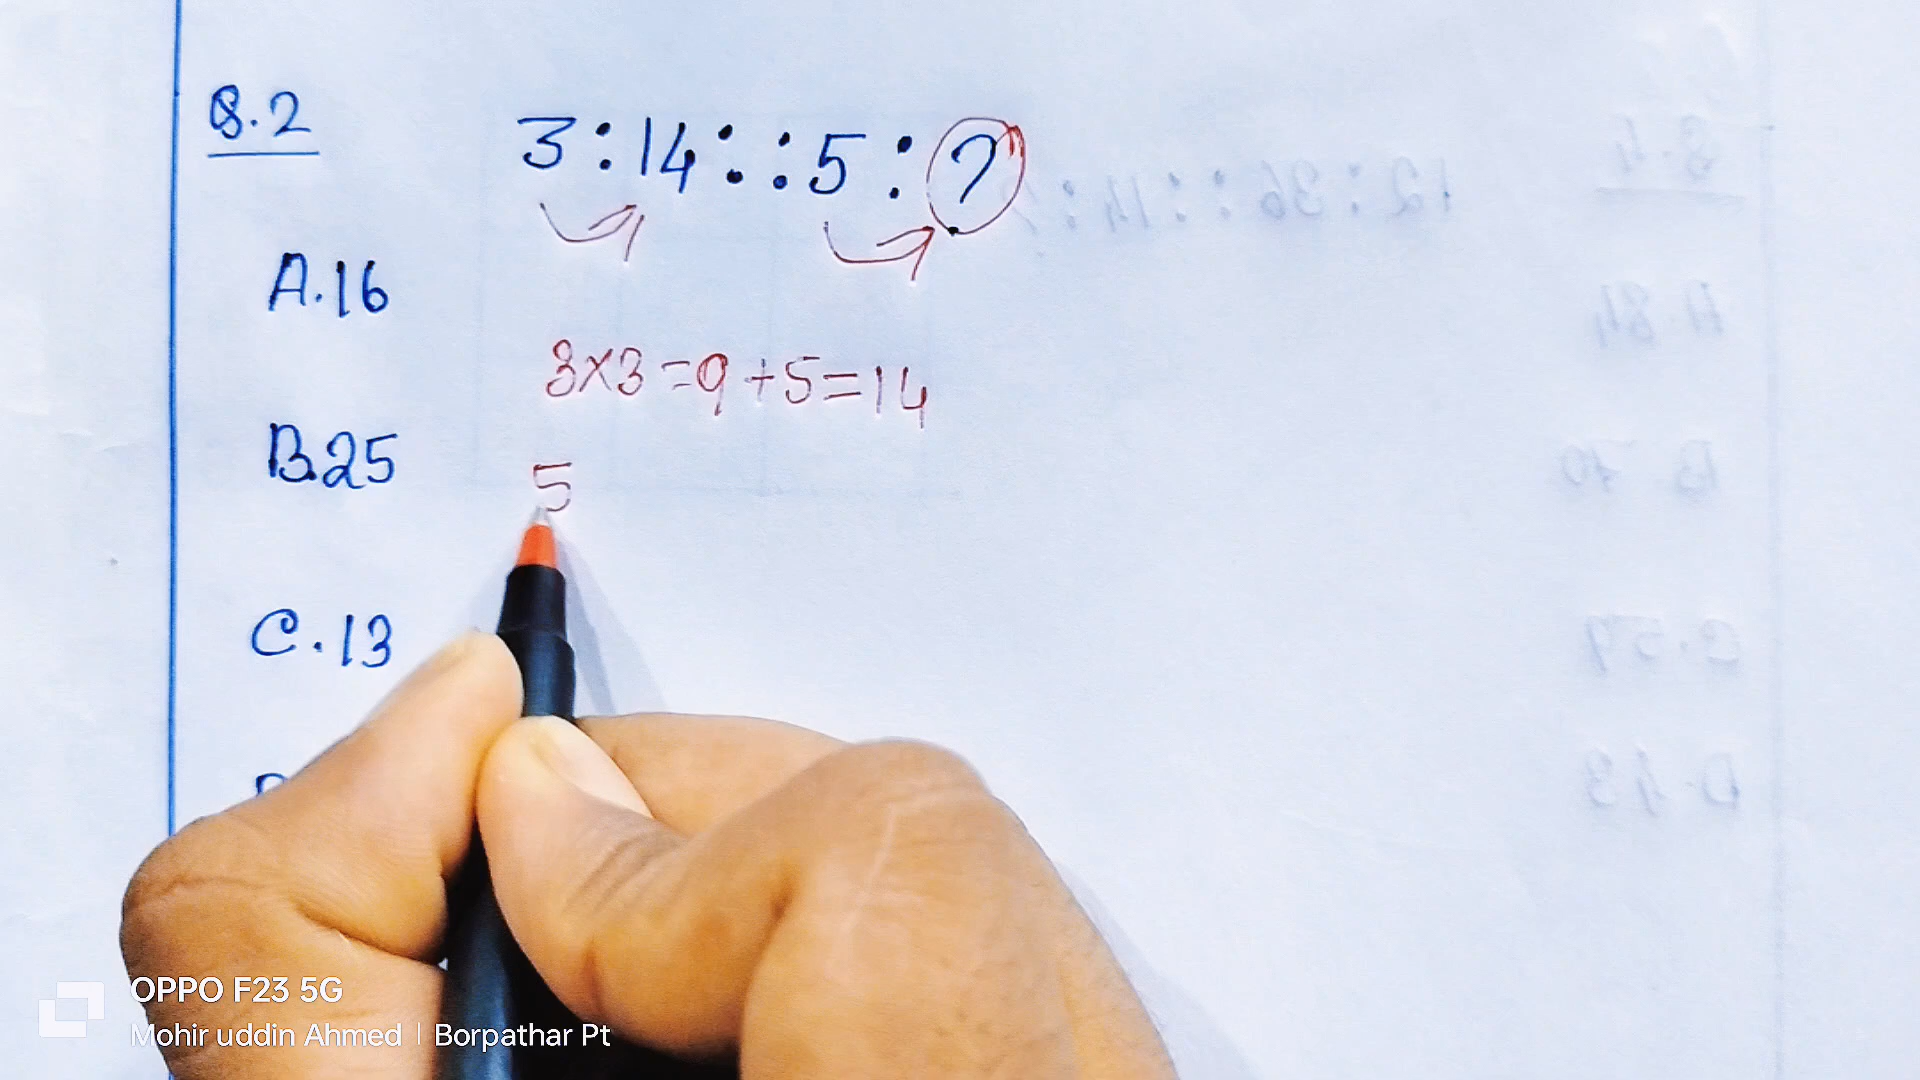 Q.2
3:14::5:?
A.16
3×3=9+5=14
B.25
5
C.13
OPPO F23 5G
Mohir uddin Ahmed | Borpathar Pt